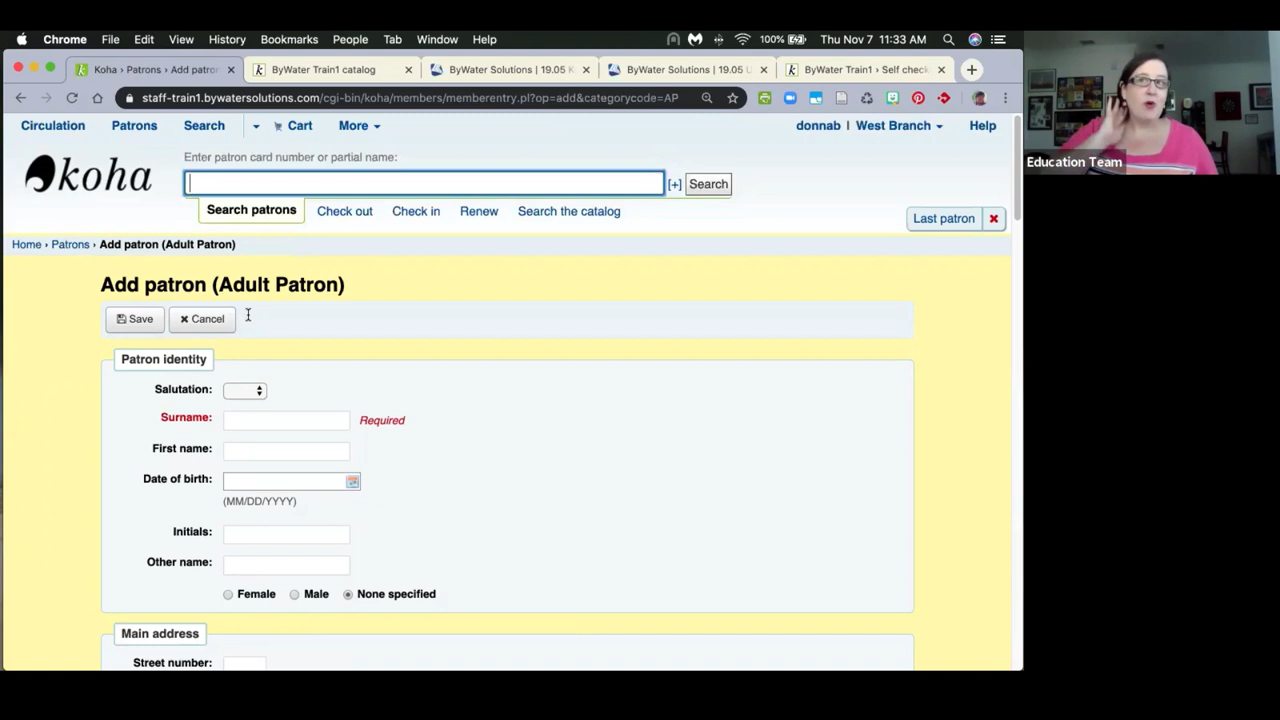 Chrome File Edit View History Bookmarks People Tab Window Help 100% Thu Nov 7 11:33 AM
Koha › Patrons › Add patron ByWater Train1 catalog ByWater Solutions | 19.05 ByWater Solutions | 19.05 ByWater Train1 › Self check
staff-train1.bywatersolutions.com/cgi-bin/koha/members/memberentry.pl?op=add&categorycode=AP
Circulation Patrons Search Cart More donnab | West Branch Help
Enter patron card number or partial name:
koha [+] Search
Search patrons Check out Check in Renew Search the catalog
Last patron
Home › Patrons › Add patron (Adult Patron)
Add patron (Adult Patron)
Save Cancel
Patron identity
Salutation:
Surname: Required
First name:
Date of birth:
(MM/DD/YYYY)
Initials:
Other name:
Female Male None specified
Main address
Street number:
Education Team